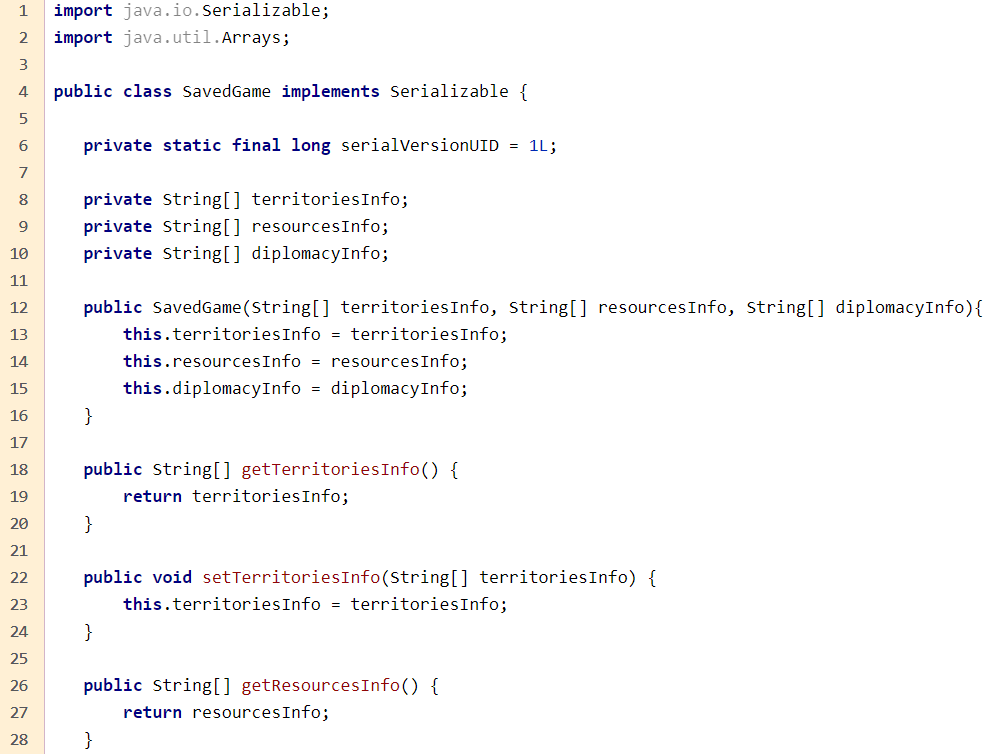 1 import java.io.Serializable;
2 import java.util.Arrays;
3
4 public class SavedGame implements Serializable {
5
6 private static final long serialVersionUID = 1L;
7
8 private String[] territoriesInfo;
9 private String[] resourcesInfo;
10 private String[] diplomacyInfo;
11
12 public SavedGame(String[] territoriesInfo, String[] resourcesInfo, String[] diplomacyInfo){
13 this.territoriesInfo = territoriesInfo;
14 this.resourcesInfo = resourcesInfo;
15 this.diplomacyInfo = diplomacyInfo;
16 }
17
18 public String[] getTerritoriesInfo() {
19 return territoriesInfo;
20 }
21
22 public void setTerritoriesInfo(String[] territoriesInfo) {
23 this.territoriesInfo = territoriesInfo;
24 }
25
26 public String[] getResourcesInfo() {
27 return resourcesInfo;
28 }